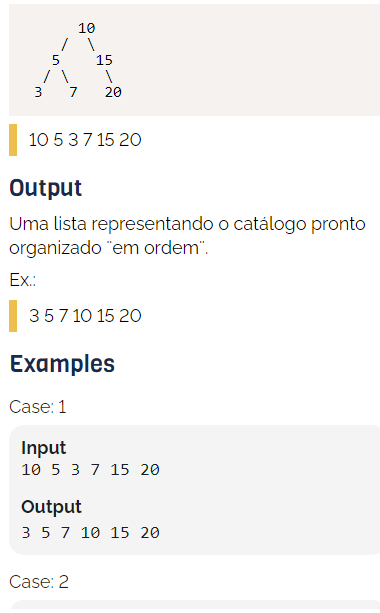 10
5 15
3 7 20
10 5 3 7 15 20
Output
Uma lista representando o catálogo pronto
organizado ¨em ordem¨.
Ex.:
3 5 7 10 15 20
Examples
Case: 1
Input
10 5 3 7 15 20
Output
3 5 7 10 15 20
Case: 2